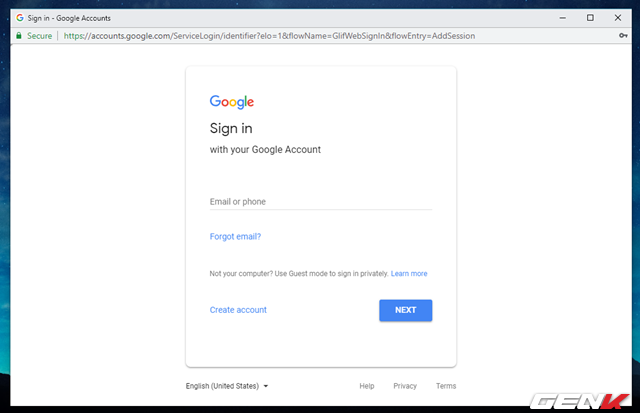 Sign in - Google Accounts
Secure | https://accounts.google.com/ServiceLogin/identifier?elo=1&flowName=GlifWebSignIn&flowEntry=AddSession
Google
Sign in
with your Google Account
Email or phone
Forgot email?
Not your computer? Use Guest mode to sign in privately. Learn more
Create account NEXT
English (United States) Help Privacy Terms
GENK